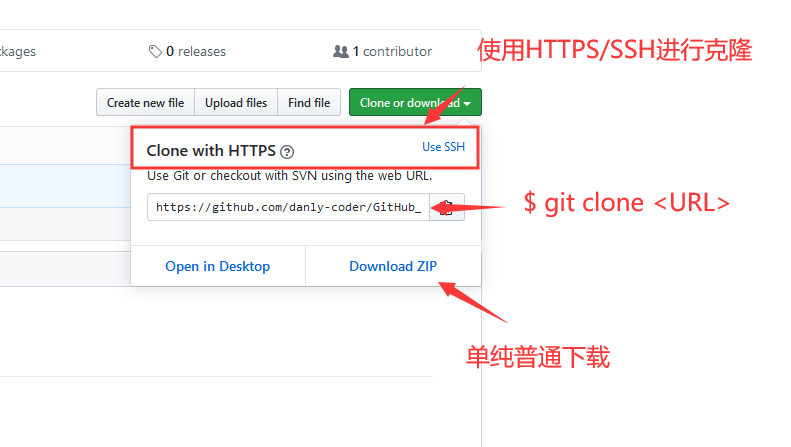 ckages
0 releases
1 contributor
使用HTTPS/SSH进行克隆
Create new file
Upload files
Find file
Clone or download
Clone with HTTPS
Use SSH
Use Git or checkout with SVN using the web URL.
https://github.com/danly-coder/GitHub_
$ git clone <URL>
Open in Desktop
Download ZIP
单纯普通下载